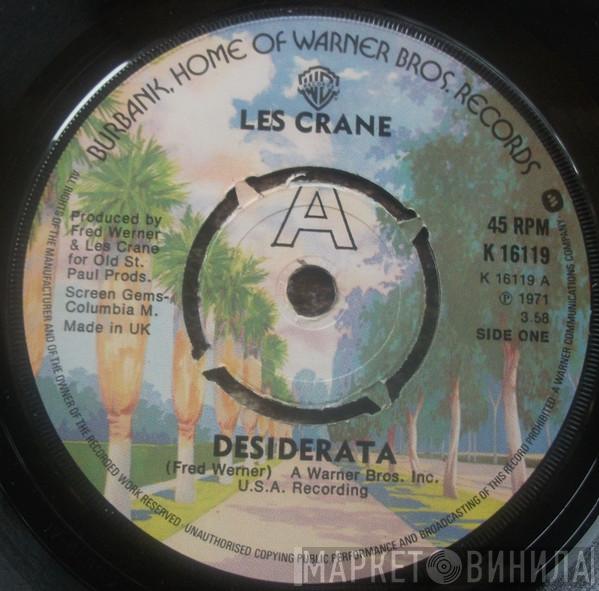 BURBANK, HOME OF WARNER BROS. RECORDS
LES CRANE
A
Produced by
Fred Werner
& Les Crane
for Old St.
Paul Prods.
Screen Gems-
Columbia M.
Made in UK
45 RPM
K 16119
K 16119 A
Ⓟ 1971
3.58
SIDE ONE
DESIDERATA
(Fred Werner) A Warner Bros. Inc.
U.S.A. Recording
ALL RIGHTS OF THE MANUFACTURER AND OF THE OWNER OF THE RECORDED WORK RESERVED · UNAUTHORISED COPYING PUBLIC PERFORMANCE AND BROADCASTING OF THIS RECORD PROHIBITED · A WARNER COMMUNICATIONS COMPANY
МАРКЕТ ВИНИЛА